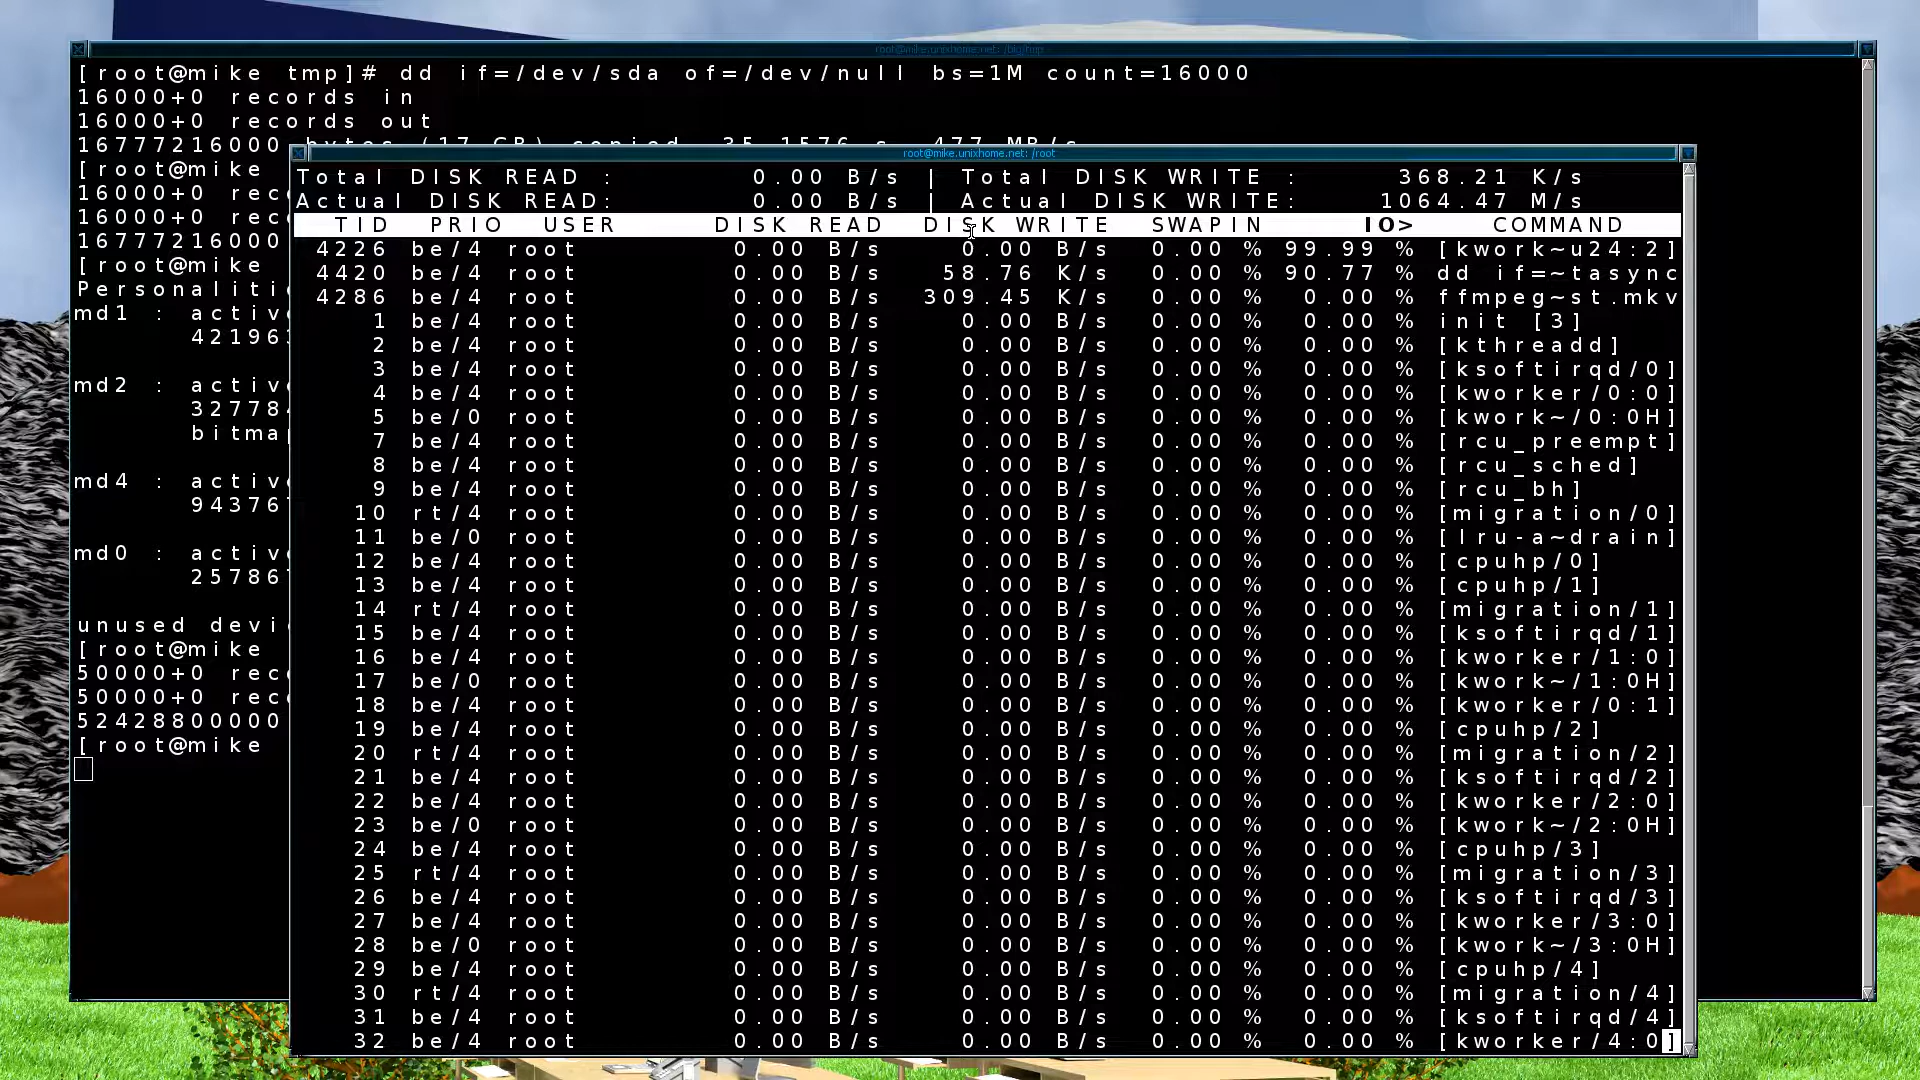 root@mike.unixhome.net: /big/tmp
[root@mike tmp]# dd if=/dev/sda of=/dev/null bs=1M count=16000
16000+0 records in
16000+0 records out
16777216000 bytes (17 GB) copied, 35.1576 s, 477 MB/s
[root@mike
16000+0 rec
16000+0 rec
16777216000
[root@mike
Personaliti
md1 : active
42196
md2 : active
32778
bitmap
md4 : active
94376
md0 : active
25786
unused devi
[root@mike
50000+0 rec
50000+0 rec
52428800000
[root@mike
root@mike.unixhome.net: /root
Total DISK READ : 0.00 B/s | Total DISK WRITE : 368.21 K/s
Actual DISK READ: 0.00 B/s | Actual DISK WRITE: 1064.47 M/s
TID PRIO USER DISK READ DISK WRITE SWAPIN IO> COMMAND
4226 be/4 root 0.00 B/s 0.00 B/s 0.00 % 99.99 % [kwork~u24:2]
4420 be/4 root 0.00 B/s 58.76 K/s 0.00 % 90.77 % dd if=~tasync
4286 be/4 root 0.00 B/s 309.45 K/s 0.00 % 0.00 % ffmpeg~st.mkv
1 be/4 root 0.00 B/s 0.00 B/s 0.00 % 0.00 % init [3]
2 be/4 root 0.00 B/s 0.00 B/s 0.00 % 0.00 % [kthreadd]
3 be/4 root 0.00 B/s 0.00 B/s 0.00 % 0.00 % [ksoftirqd/0]
4 be/4 root 0.00 B/s 0.00 B/s 0.00 % 0.00 % [kworker/0:0]
5 be/0 root 0.00 B/s 0.00 B/s 0.00 % 0.00 % [kwork~/0:0H]
7 be/4 root 0.00 B/s 0.00 B/s 0.00 % 0.00 % [rcu_preempt]
8 be/4 root 0.00 B/s 0.00 B/s 0.00 % 0.00 % [rcu_sched]
9 be/4 root 0.00 B/s 0.00 B/s 0.00 % 0.00 % [rcu_bh]
10 rt/4 root 0.00 B/s 0.00 B/s 0.00 % 0.00 % [migration/0]
11 be/0 root 0.00 B/s 0.00 B/s 0.00 % 0.00 % [lru-a~drain]
12 be/4 root 0.00 B/s 0.00 B/s 0.00 % 0.00 % [cpuhp/0]
13 be/4 root 0.00 B/s 0.00 B/s 0.00 % 0.00 % [cpuhp/1]
14 rt/4 root 0.00 B/s 0.00 B/s 0.00 % 0.00 % [migration/1]
15 be/4 root 0.00 B/s 0.00 B/s 0.00 % 0.00 % [ksoftirqd/1]
16 be/4 root 0.00 B/s 0.00 B/s 0.00 % 0.00 % [kworker/1:0]
17 be/0 root 0.00 B/s 0.00 B/s 0.00 % 0.00 % [kwork~/1:0H]
18 be/4 root 0.00 B/s 0.00 B/s 0.00 % 0.00 % [kworker/0:1]
19 be/4 root 0.00 B/s 0.00 B/s 0.00 % 0.00 % [cpuhp/2]
20 rt/4 root 0.00 B/s 0.00 B/s 0.00 % 0.00 % [migration/2]
21 be/4 root 0.00 B/s 0.00 B/s 0.00 % 0.00 % [ksoftirqd/2]
22 be/4 root 0.00 B/s 0.00 B/s 0.00 % 0.00 % [kworker/2:0]
23 be/0 root 0.00 B/s 0.00 B/s 0.00 % 0.00 % [kwork~/2:0H]
24 be/4 root 0.00 B/s 0.00 B/s 0.00 % 0.00 % [cpuhp/3]
25 rt/4 root 0.00 B/s 0.00 B/s 0.00 % 0.00 % [migration/3]
26 be/4 root 0.00 B/s 0.00 B/s 0.00 % 0.00 % [ksoftirqd/3]
27 be/4 root 0.00 B/s 0.00 B/s 0.00 % 0.00 % [kworker/3:0]
28 be/0 root 0.00 B/s 0.00 B/s 0.00 % 0.00 % [kwork~/3:0H]
29 be/4 root 0.00 B/s 0.00 B/s 0.00 % 0.00 % [cpuhp/4]
30 rt/4 root 0.00 B/s 0.00 B/s 0.00 % 0.00 % [migration/4]
31 be/4 root 0.00 B/s 0.00 B/s 0.00 % 0.00 % [ksoftirqd/4]
32 be/4 root 0.00 B/s 0.00 B/s 0.00 % 0.00 % [kworker/4:0]